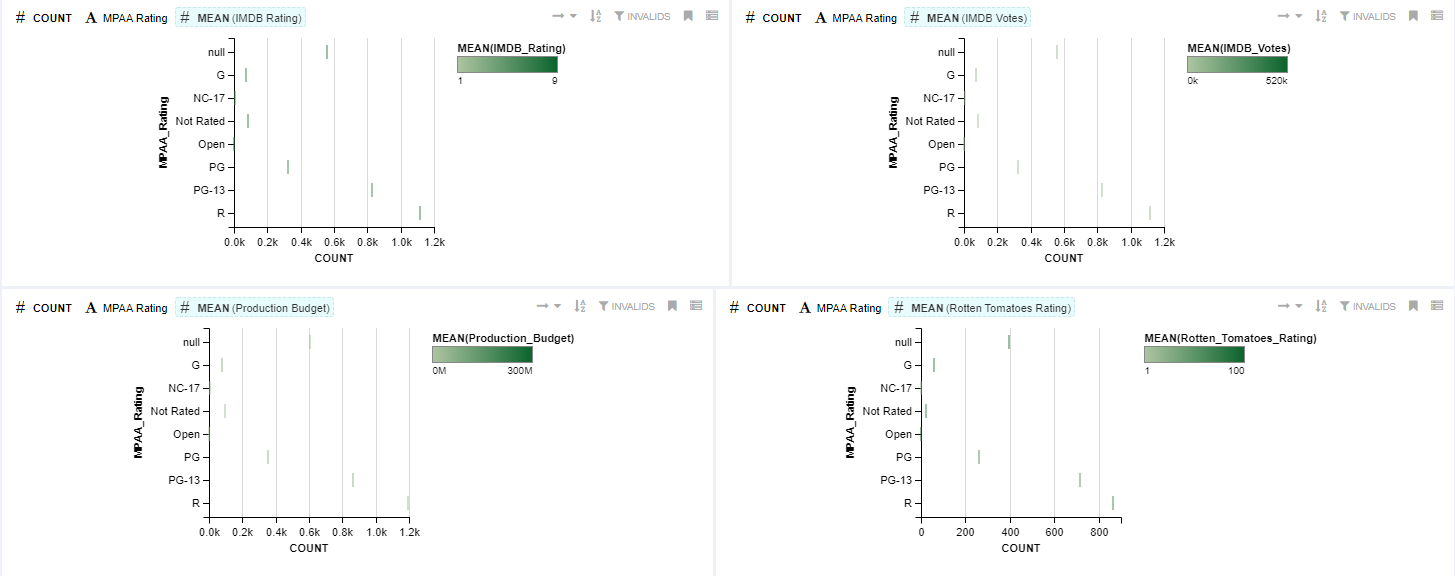 # COUNT A MPAA Rating # MEAN (IMDB Rating) INVALIDS
MEAN(IMDB_Rating)
1 9
MPAA_Rating
null
G
NC-17
Not Rated
Open
PG
PG-13
R
0.0k 0.2k 0.4k 0.6k 0.8k 1.0k 1.2k
COUNT
# COUNT A MPAA Rating # MEAN (IMDB Votes) INVALIDS
MEAN(IMDB_Votes)
0k 520k
MPAA_Rating
null
G
NC-17
Not Rated
Open
PG
PG-13
R
0.0k 0.2k 0.4k 0.6k 0.8k 1.0k 1.2k
COUNT
# COUNT A MPAA Rating # MEAN (Production Budget) INVALIDS
MEAN(Production_Budget)
0M 300M
MPAA_Rating
null
G
NC-17
Not Rated
Open
PG
PG-13
R
0.0k 0.2k 0.4k 0.6k 0.8k 1.0k 1.2k
COUNT
# COUNT A MPAA Rating # MEAN (Rotten Tomatoes Rating) INVALIDS
MEAN(Rotten_Tomatoes_Rating)
1 100
MPAA_Rating
null
G
NC-17
Not Rated
Open
PG
PG-13
R
0 200 400 600 800
COUNT